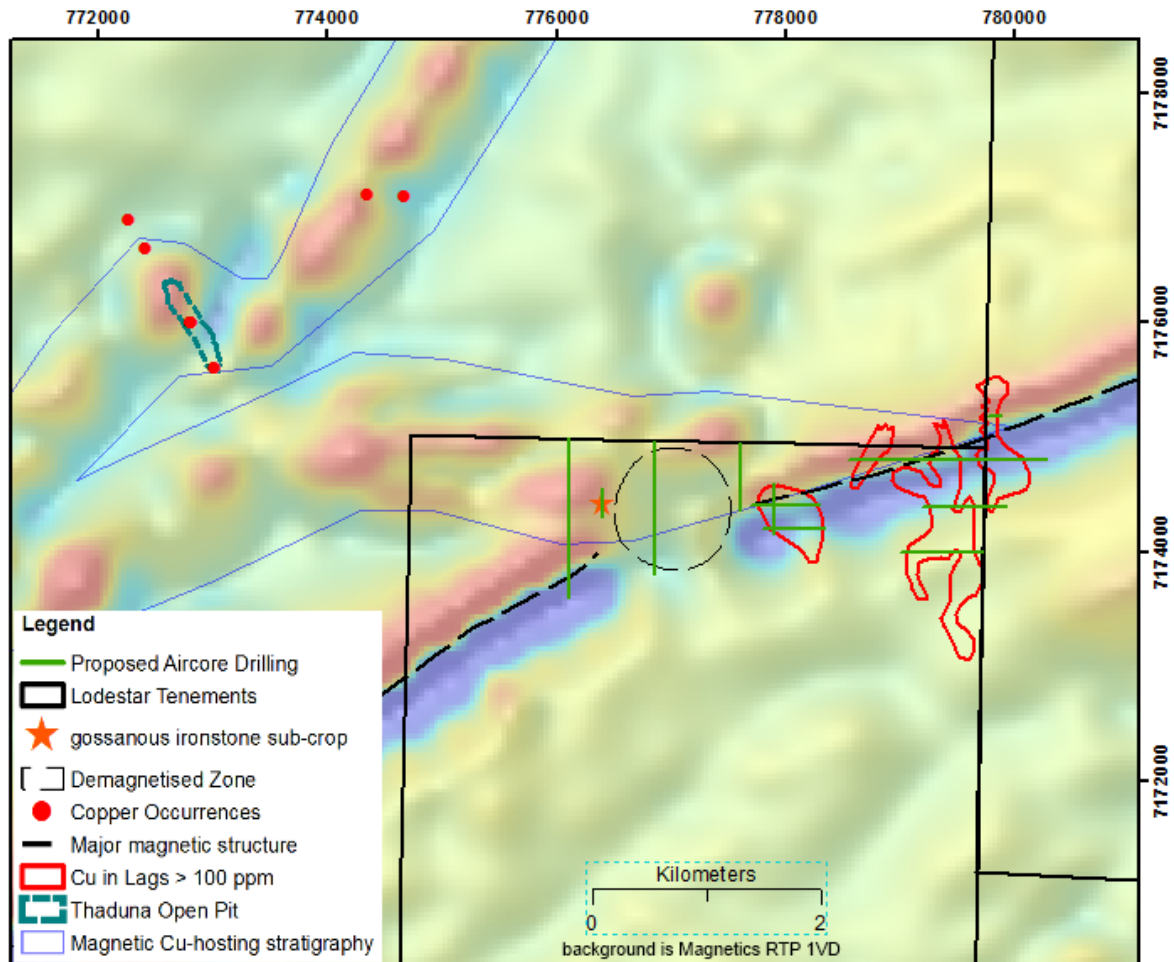 772000 774000 776000 778000 780000
7178000
7176000
7174000
7172000
Legend
Proposed Aircore Drilling
Lodestar Tenements
gossanous ironstone sub-crop
Demagnetised Zone
Copper Occurrences
Major magnetic structure
Cu in Lags > 100 ppm
Thaduna Open Pit
Magnetic Cu-hosting stratigraphy
Kilometers
0 2
background is Magnetics RTP 1VD